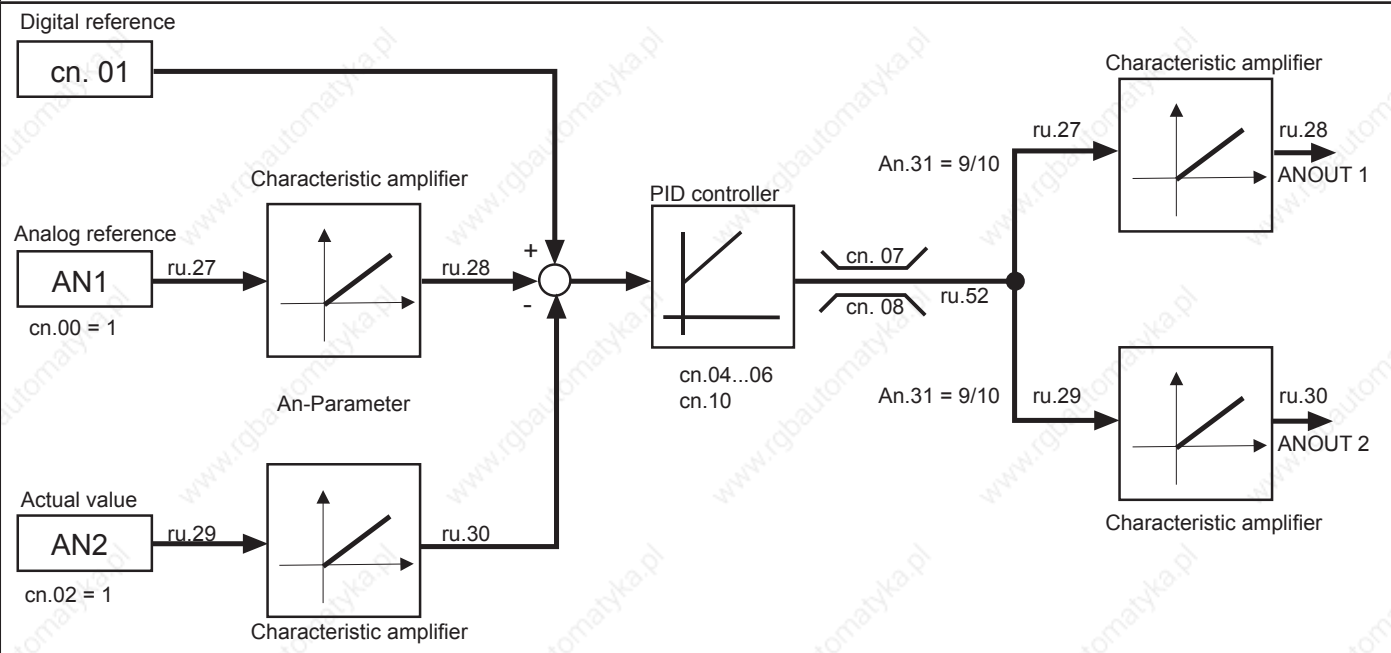 Digital reference
cn. 01
Characteristic amplifier
Analog reference
AN1
cn.00 = 1
ru.27
ru.28
An-Parameter
Actual value
AN2
cn.02 = 1
ru.29
ru.30
Characteristic amplifier
+
-
PID controller
cn.04...06
cn.10
cn. 07
cn. 08
ru.52
An.31 = 9/10
ru.27
Characteristic amplifier
ru.28
ANOUT 1
An.31 = 9/10
ru.29
ru.30
ANOUT 2
Characteristic amplifier
www.rgbautomatyka.pl